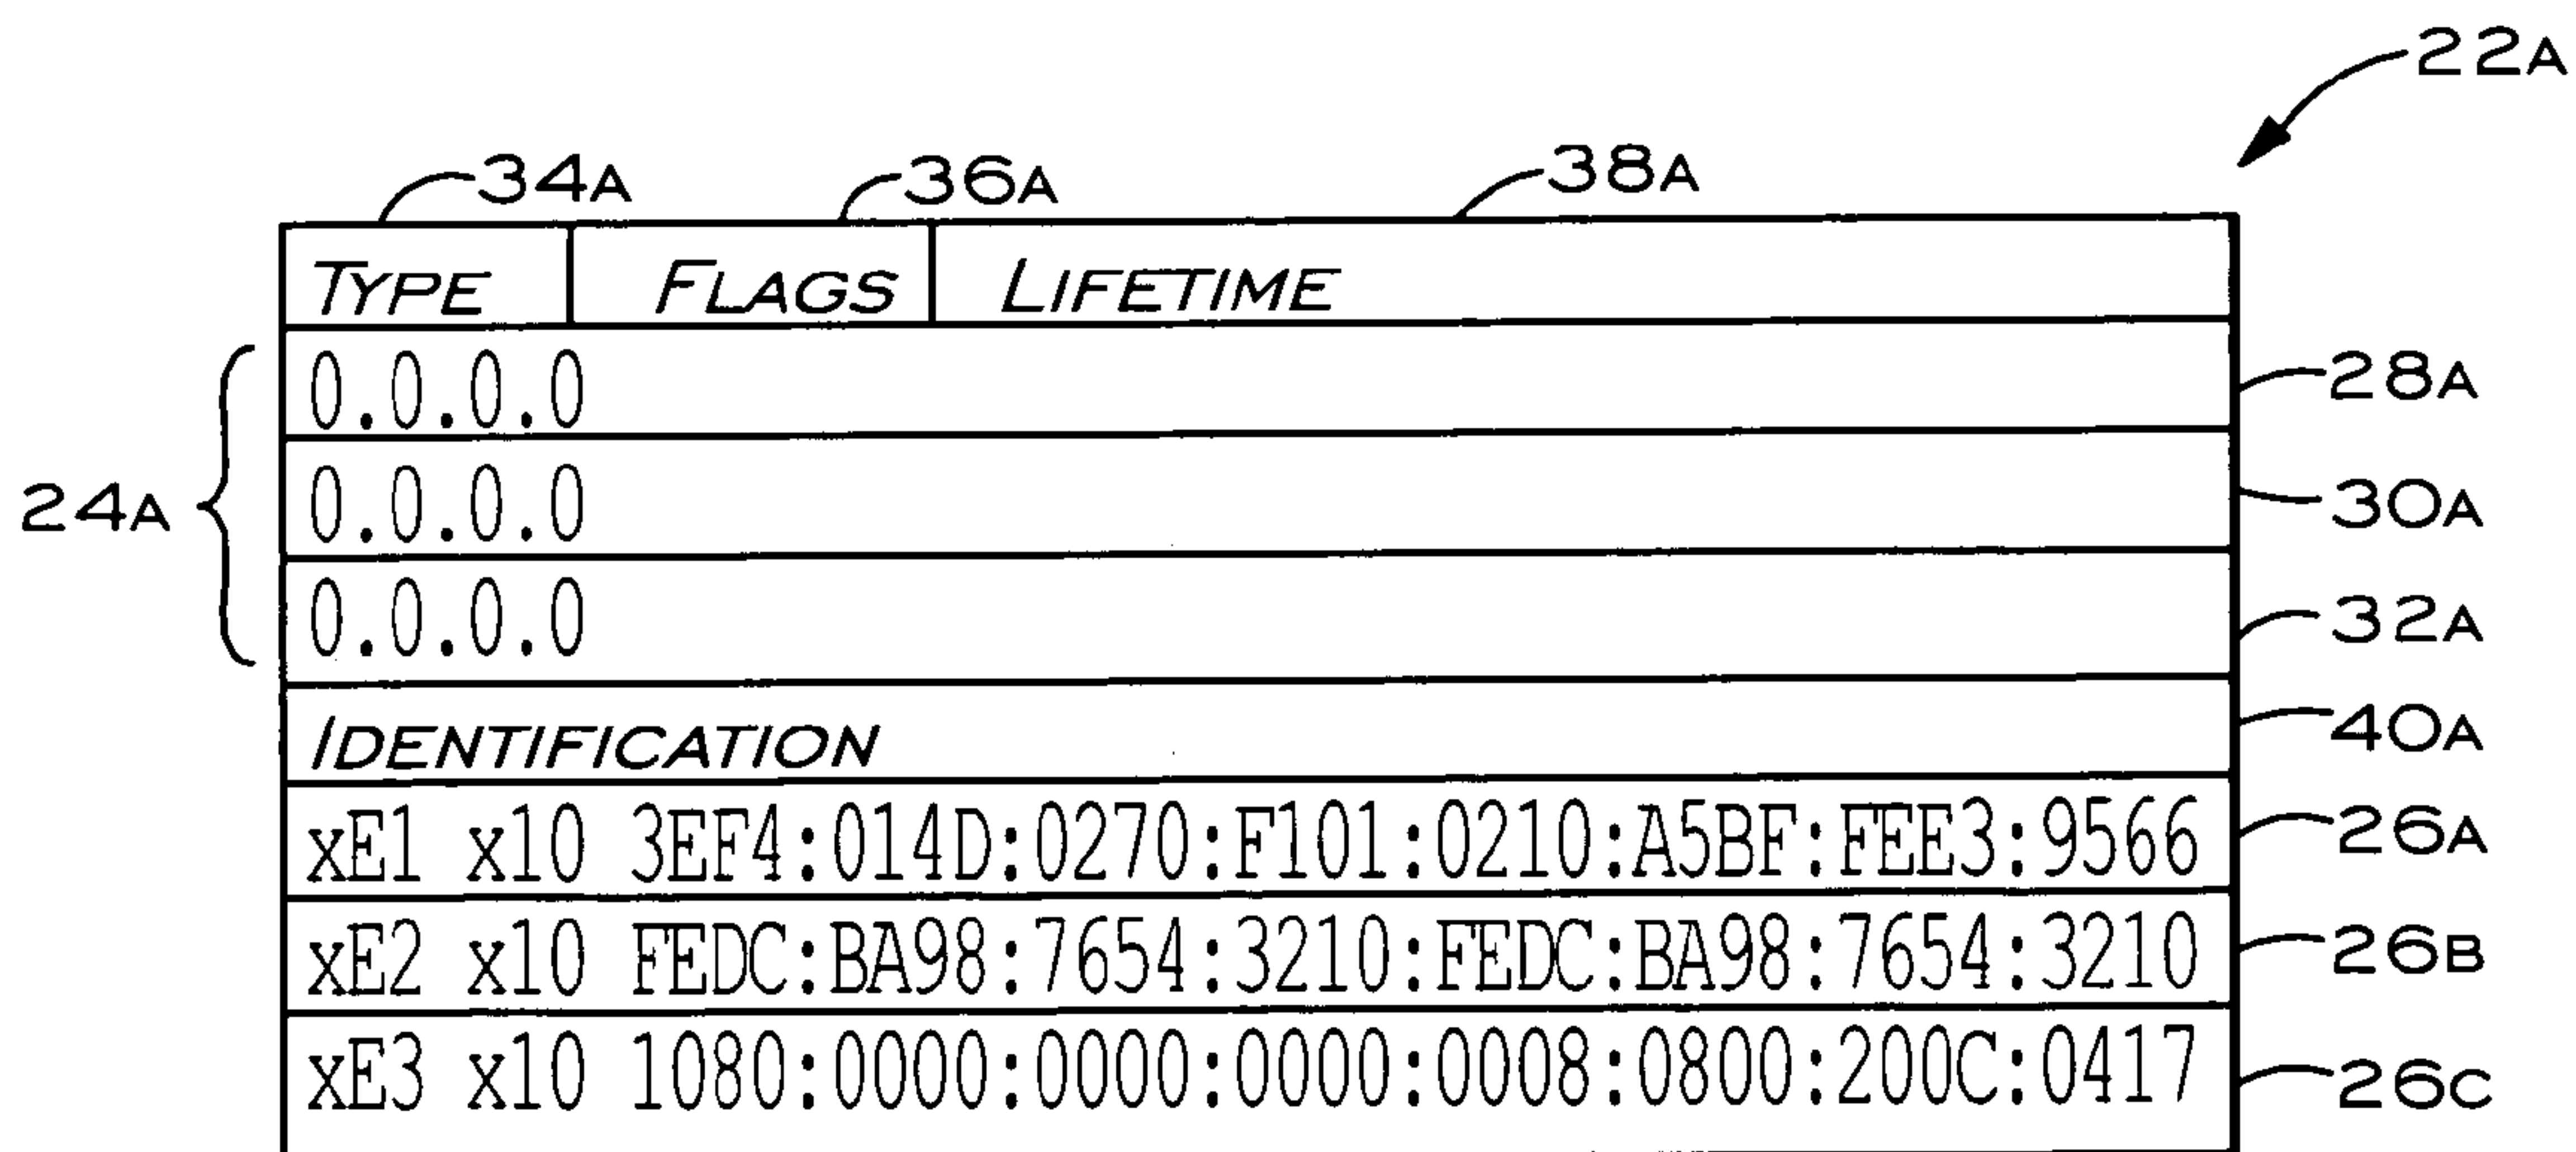 22A
34A 36A 38A
TYPE FLAGS LIFETIME
0.0.0.0 28A
24A 0.0.0.0 30A
0.0.0.0 32A
IDENTIFICATION 40A
xE1 x10 3EF4:014D:0270:F101:0210:A5BF:FEE3:9566 26A
xE2 x10 FEDC:BA98:7654:3210:FEDC:BA98:7654:3210 26B
xE3 x10 1080:0000:0000:0000:0008:0800:200C:0417 26C